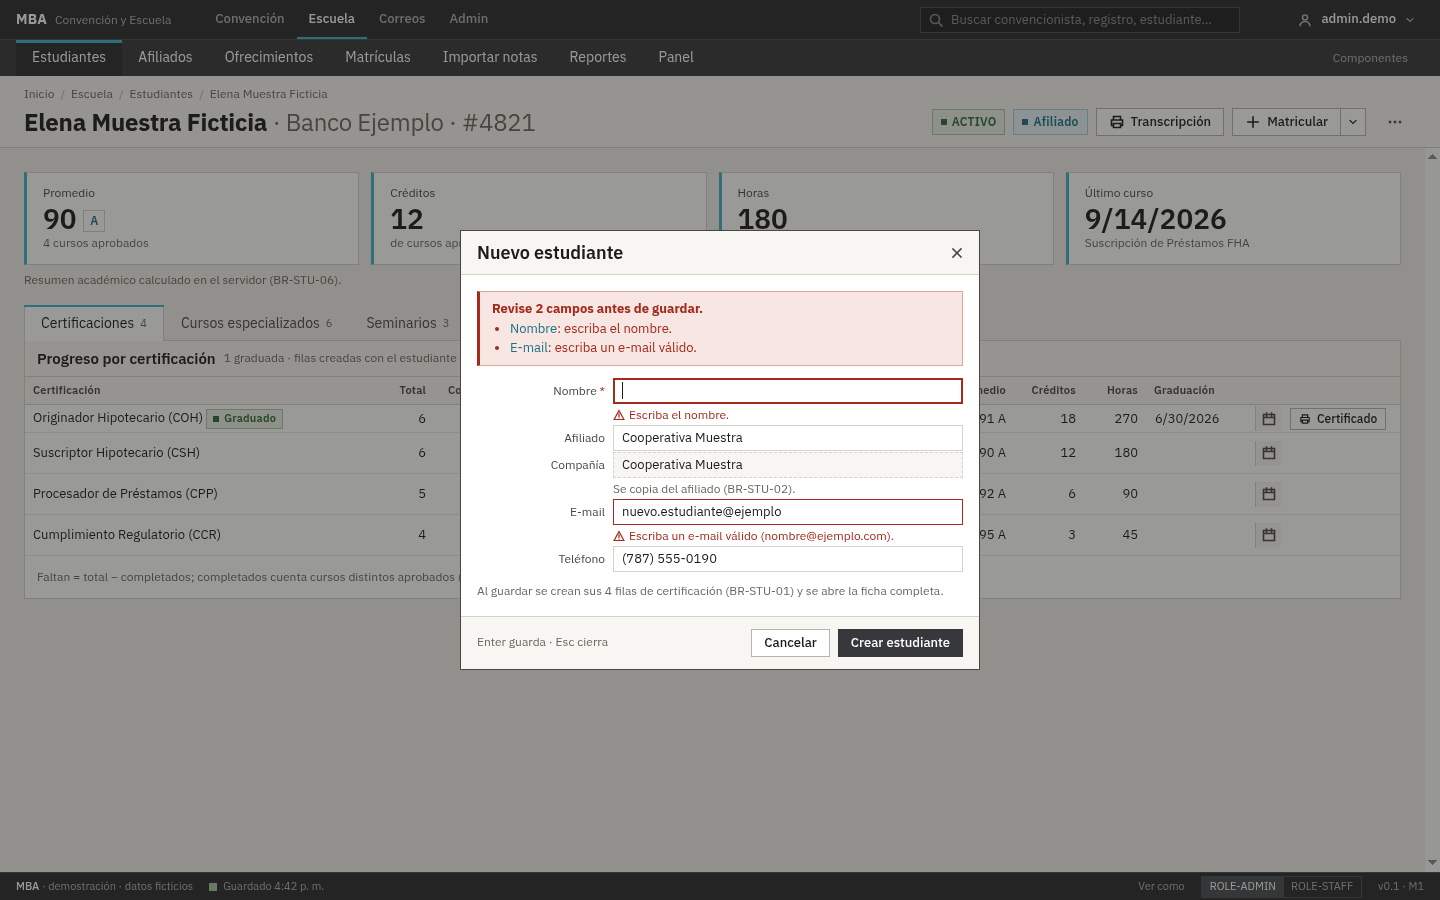 MBA Convención y Escuela Convención Escuela Correos Admin Buscar convencionista, registro, estudiante... admin.demo
Estudiantes Afiliados Ofrecimientos Matrículas Importar notas Reportes Panel Componentes
Inicio / Escuela / Estudiantes / Elena Muestra Ficticia
Elena Muestra Ficticia · Banco Ejemplo · #4821 ACTIVO Afiliado Transcripción Matricular
Promedio Créditos Horas Último curso
90 A 12 180 9/14/2026
4 cursos aprobados de cursos ap Suscripción de Préstamos FHA
Resumen académico calculado en el servidor (BR-STU-06).
Certificaciones 4 Cursos especializados 6 Seminarios 3
Progreso por certificación 1 graduada · filas creadas con el estudiante
Certificación Total Co medio Créditos Horas Graduación
Originador Hipotecario (COH) Graduado 6 91 A 18 270 6/30/2026 Certificado
Suscriptor Hipotecario (CSH) 6 90 A 12 180
Procesador de Préstamos (CPP) 5 92 A 6 90
Cumplimiento Regulatorio (CCR) 4 95 A 3 45
Faltan = total − completados; completados cuenta cursos distintos aprobados (
Nuevo estudiante
Revise 2 campos antes de guardar.
• Nombre: escriba el nombre.
• E-mail: escriba un e-mail válido.
Nombre *
Escriba el nombre.
Afiliado Cooperativa Muestra
Compañía Cooperativa Muestra
Se copia del afiliado (BR-STU-02).
E-mail nuevo.estudiante@ejemplo
Escriba un e-mail válido (nombre@ejemplo.com).
Teléfono (787) 555-0190
Al guardar se crean sus 4 filas de certificación (BR-STU-01) y se abre la ficha completa.
Enter guarda · Esc cierra Cancelar Crear estudiante
MBA · demostración · datos ficticios Guardado 4:42 p. m. Ver como ROLE-ADMIN ROLE-STAFF v0.1 · M1